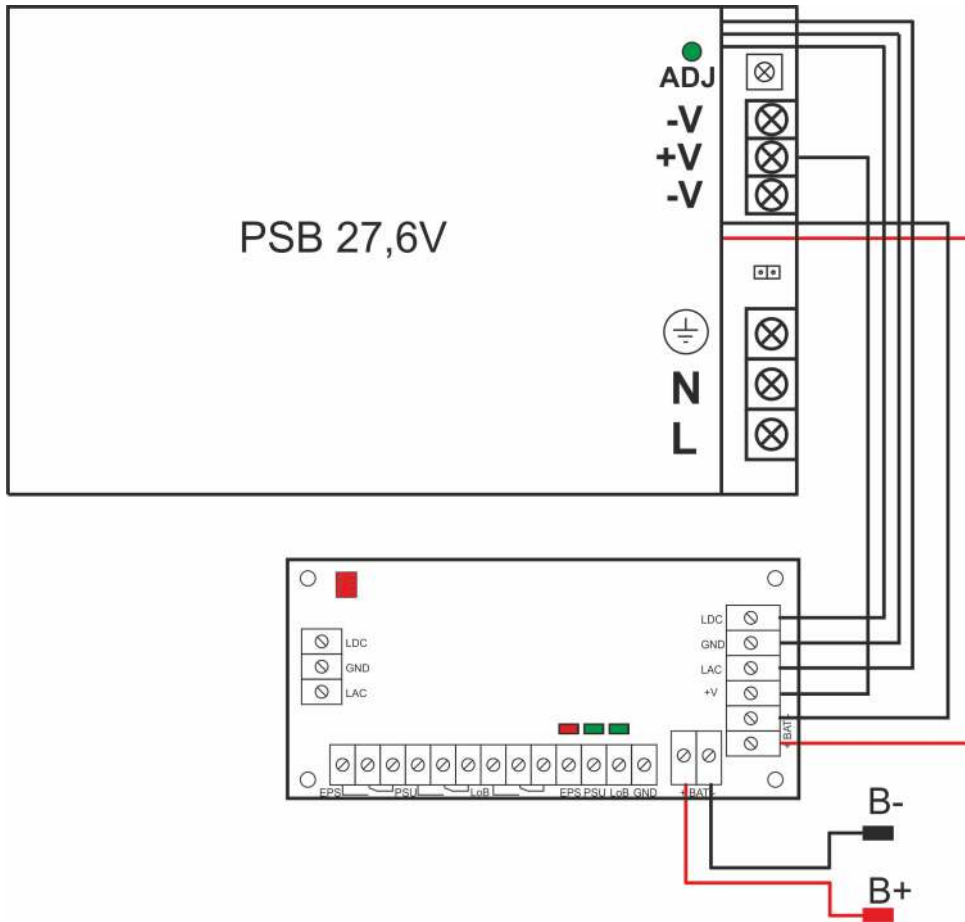 ADJ
-V
+V
-V
PSB 27,6V
N
L
LDC
GND
LAC
+V
+ BAT -
LDC
GND
LAC
EPS PSU LoB EPS PSU LoB GND + BAT -
B-
B+